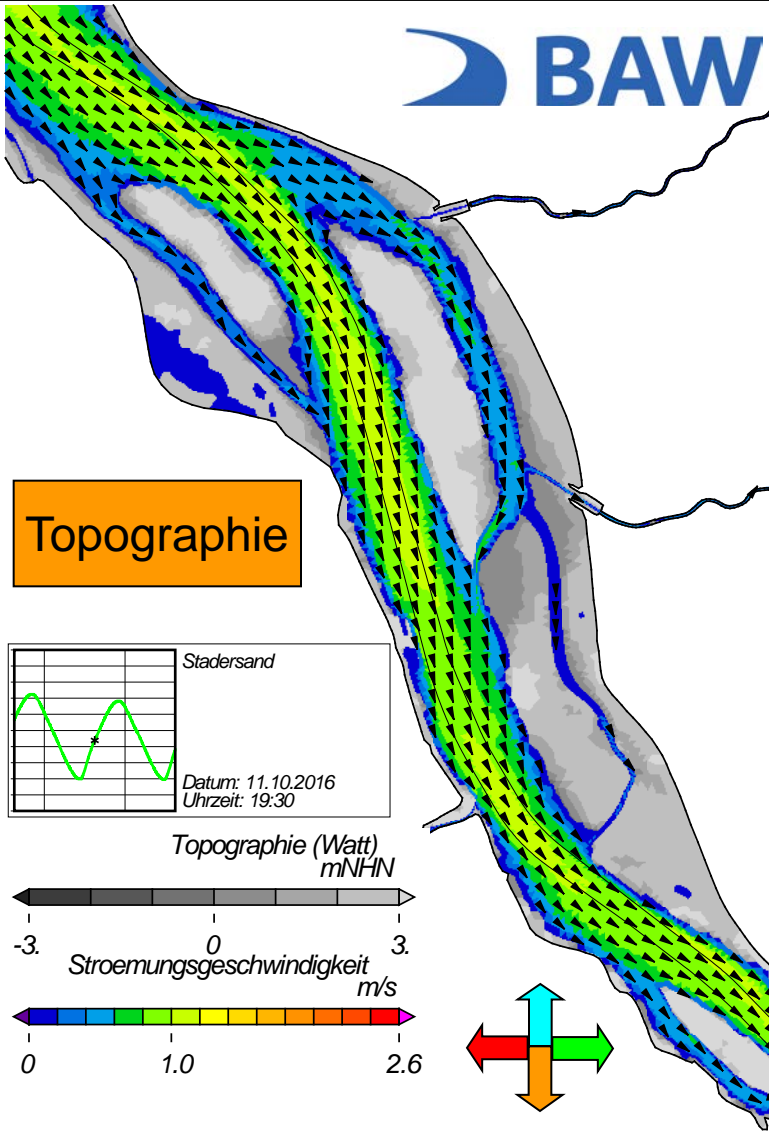 BAW
Topographie
Stadersand
Datum: 11.10.2016
Uhrzeit: 19:30
Topographie (Watt)
mNHN
-3. 0 3.
Stroemungsgeschwindigkeit
m/s
0 1.0 2.6